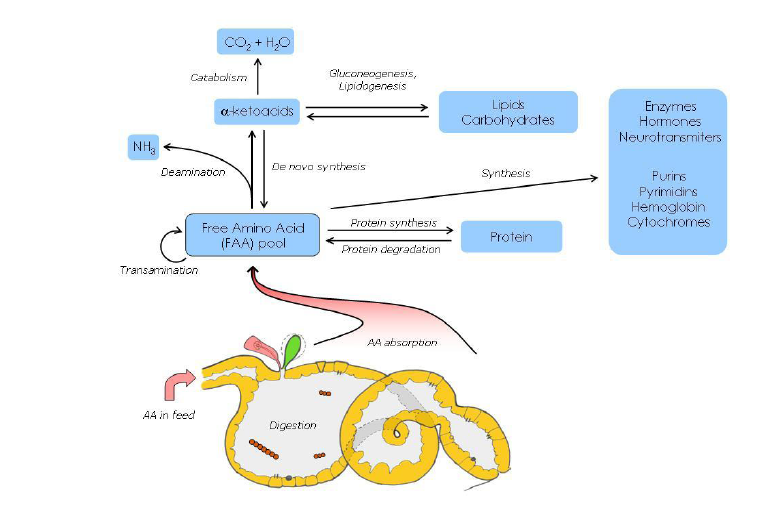 CO2 + H2O
Catabolism
Gluconeogenesis,
Lipidogenesis
α-ketoacids
Lipids
Carbohydrates
Enzymes
Hormones
Neurotransmiters
Purins
Pyrimidins
Hemoglobin
Cytochromes
NH3
Deamination
De novo synthesis
Synthesis
Free Amino Acid
(FAA) pool
Protein synthesis
Protein degradation
Protein
Transamination
AA absorption
AA in feed
Digestion